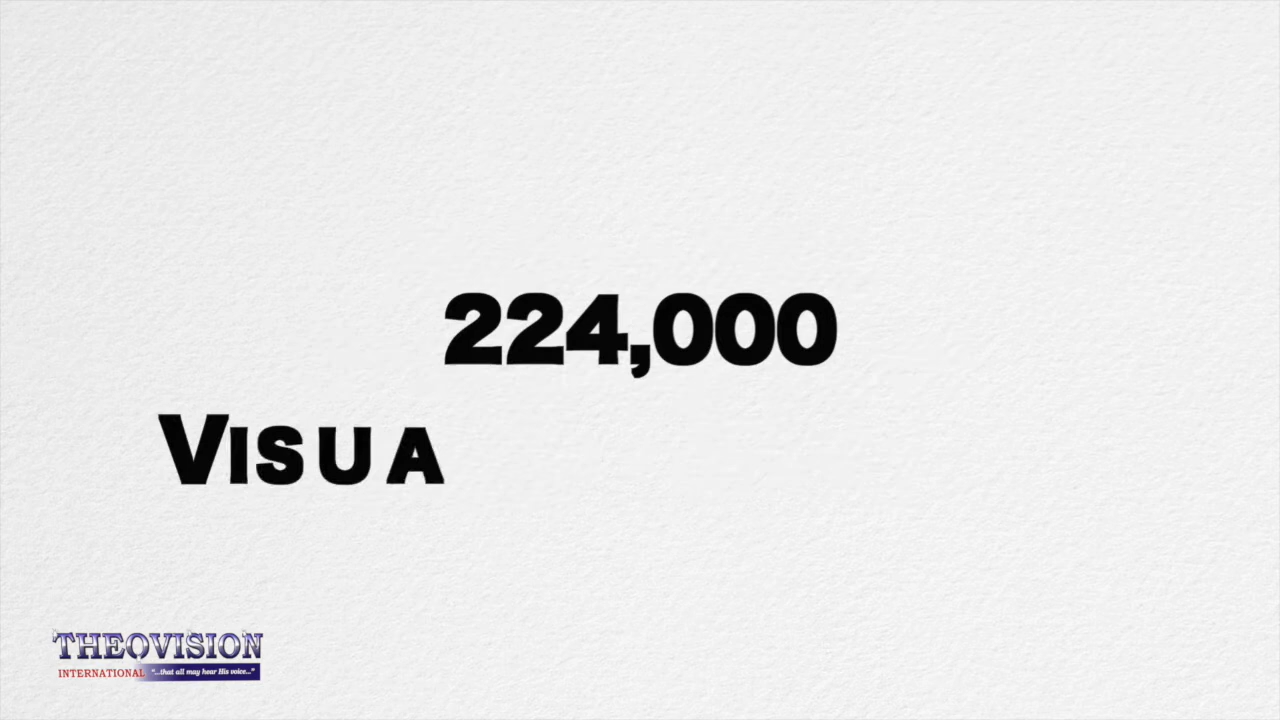 224,000
VISUA
THEOVISION
INTERNATIONAL "...that all may hear His voice..."